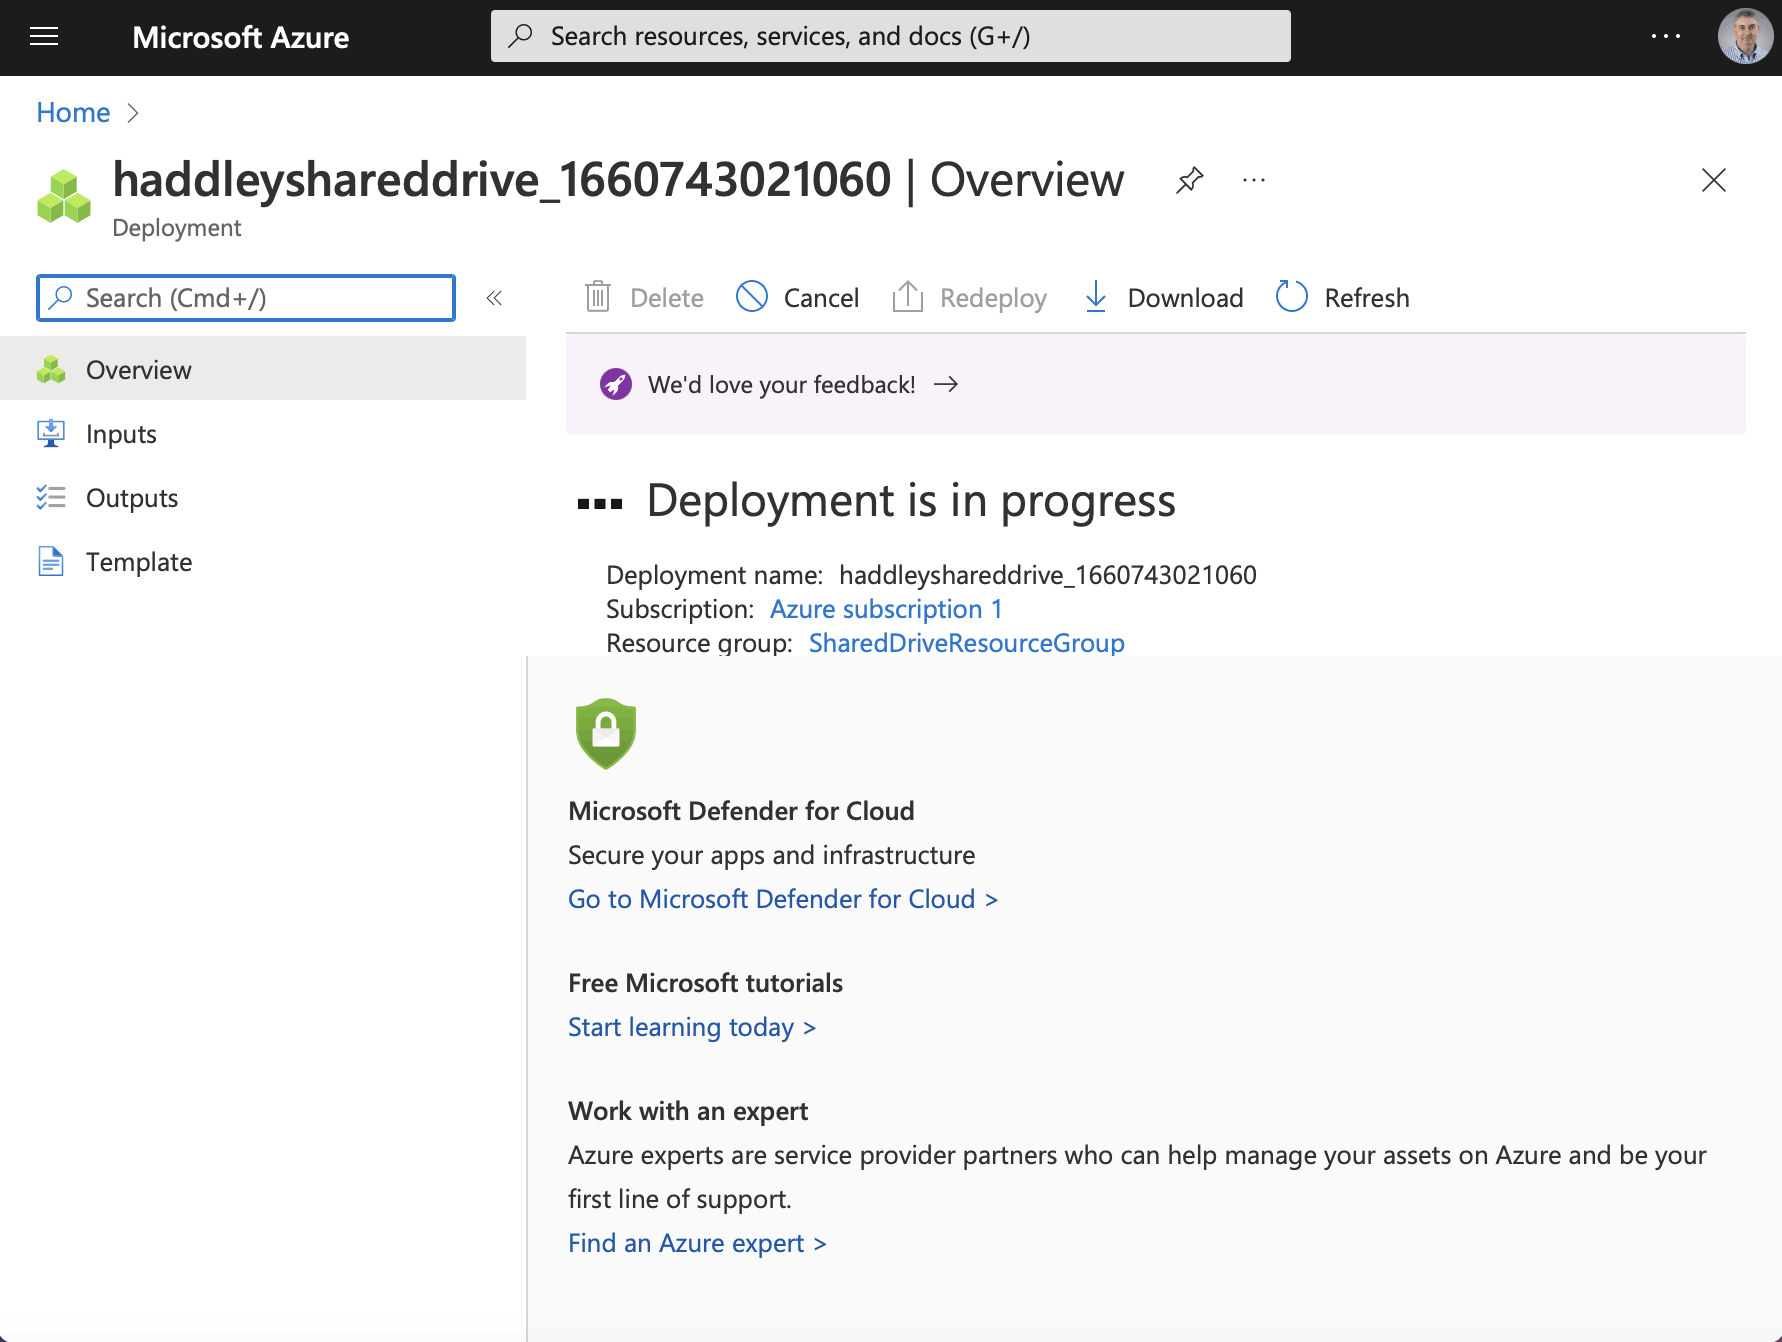 Microsoft Azure
Search resources, services, and docs (G+/)
Home
haddleyshareddrive_1660743021060 | Overview
Deployment
Search (Cmd+/)
Delete
Cancel
Redeploy
Download
Refresh
Overview
Inputs
Outputs
Template
We'd love your feedback!
Deployment is in progress
Deployment name: haddleyshareddrive_1660743021060
Subscription: Azure subscription 1
Resource group: SharedDriveResourceGroup
Microsoft Defender for Cloud
Secure your apps and infrastructure
Go to Microsoft Defender for Cloud >
Free Microsoft tutorials
Start learning today >
Work with an expert
Azure experts are service provider partners who can help manage your assets on Azure and be your
first line of support.
Find an Azure expert >